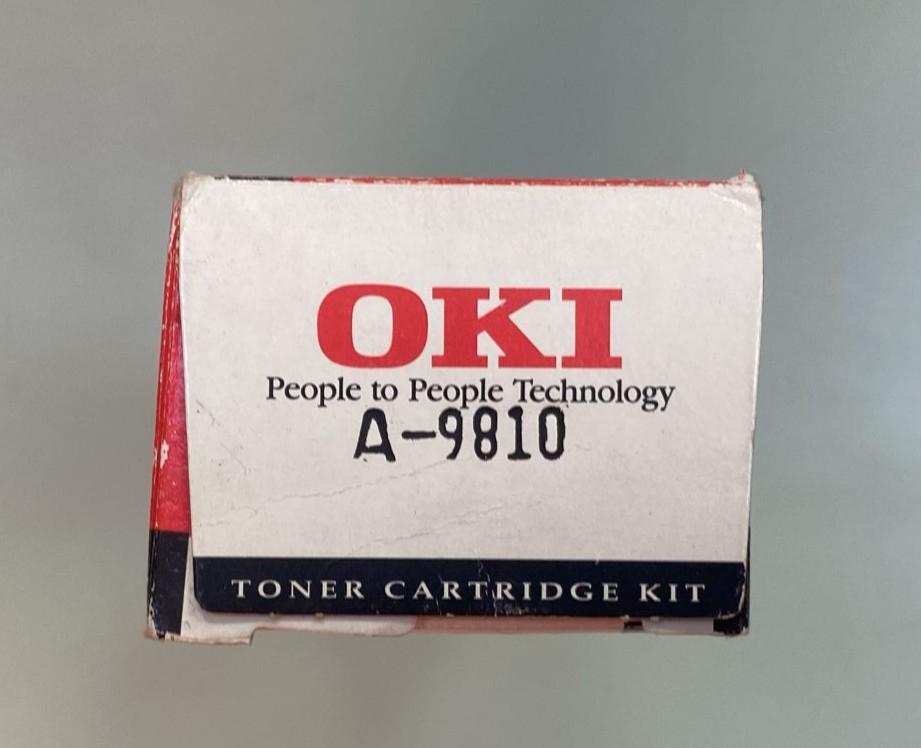 OKI
People to People Technology
A-9810
TONER CARTRIDGE KIT